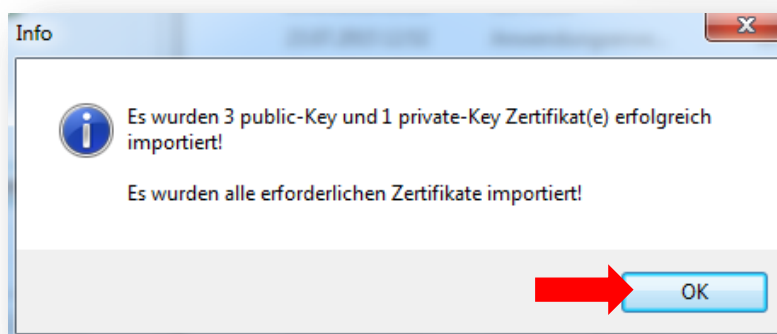 Info
Es wurden 3 public-Key und 1 private-Key Zertifikat(e) erfolgreich
importiert!
Es wurden alle erforderlichen Zertifikate importiert!
OK